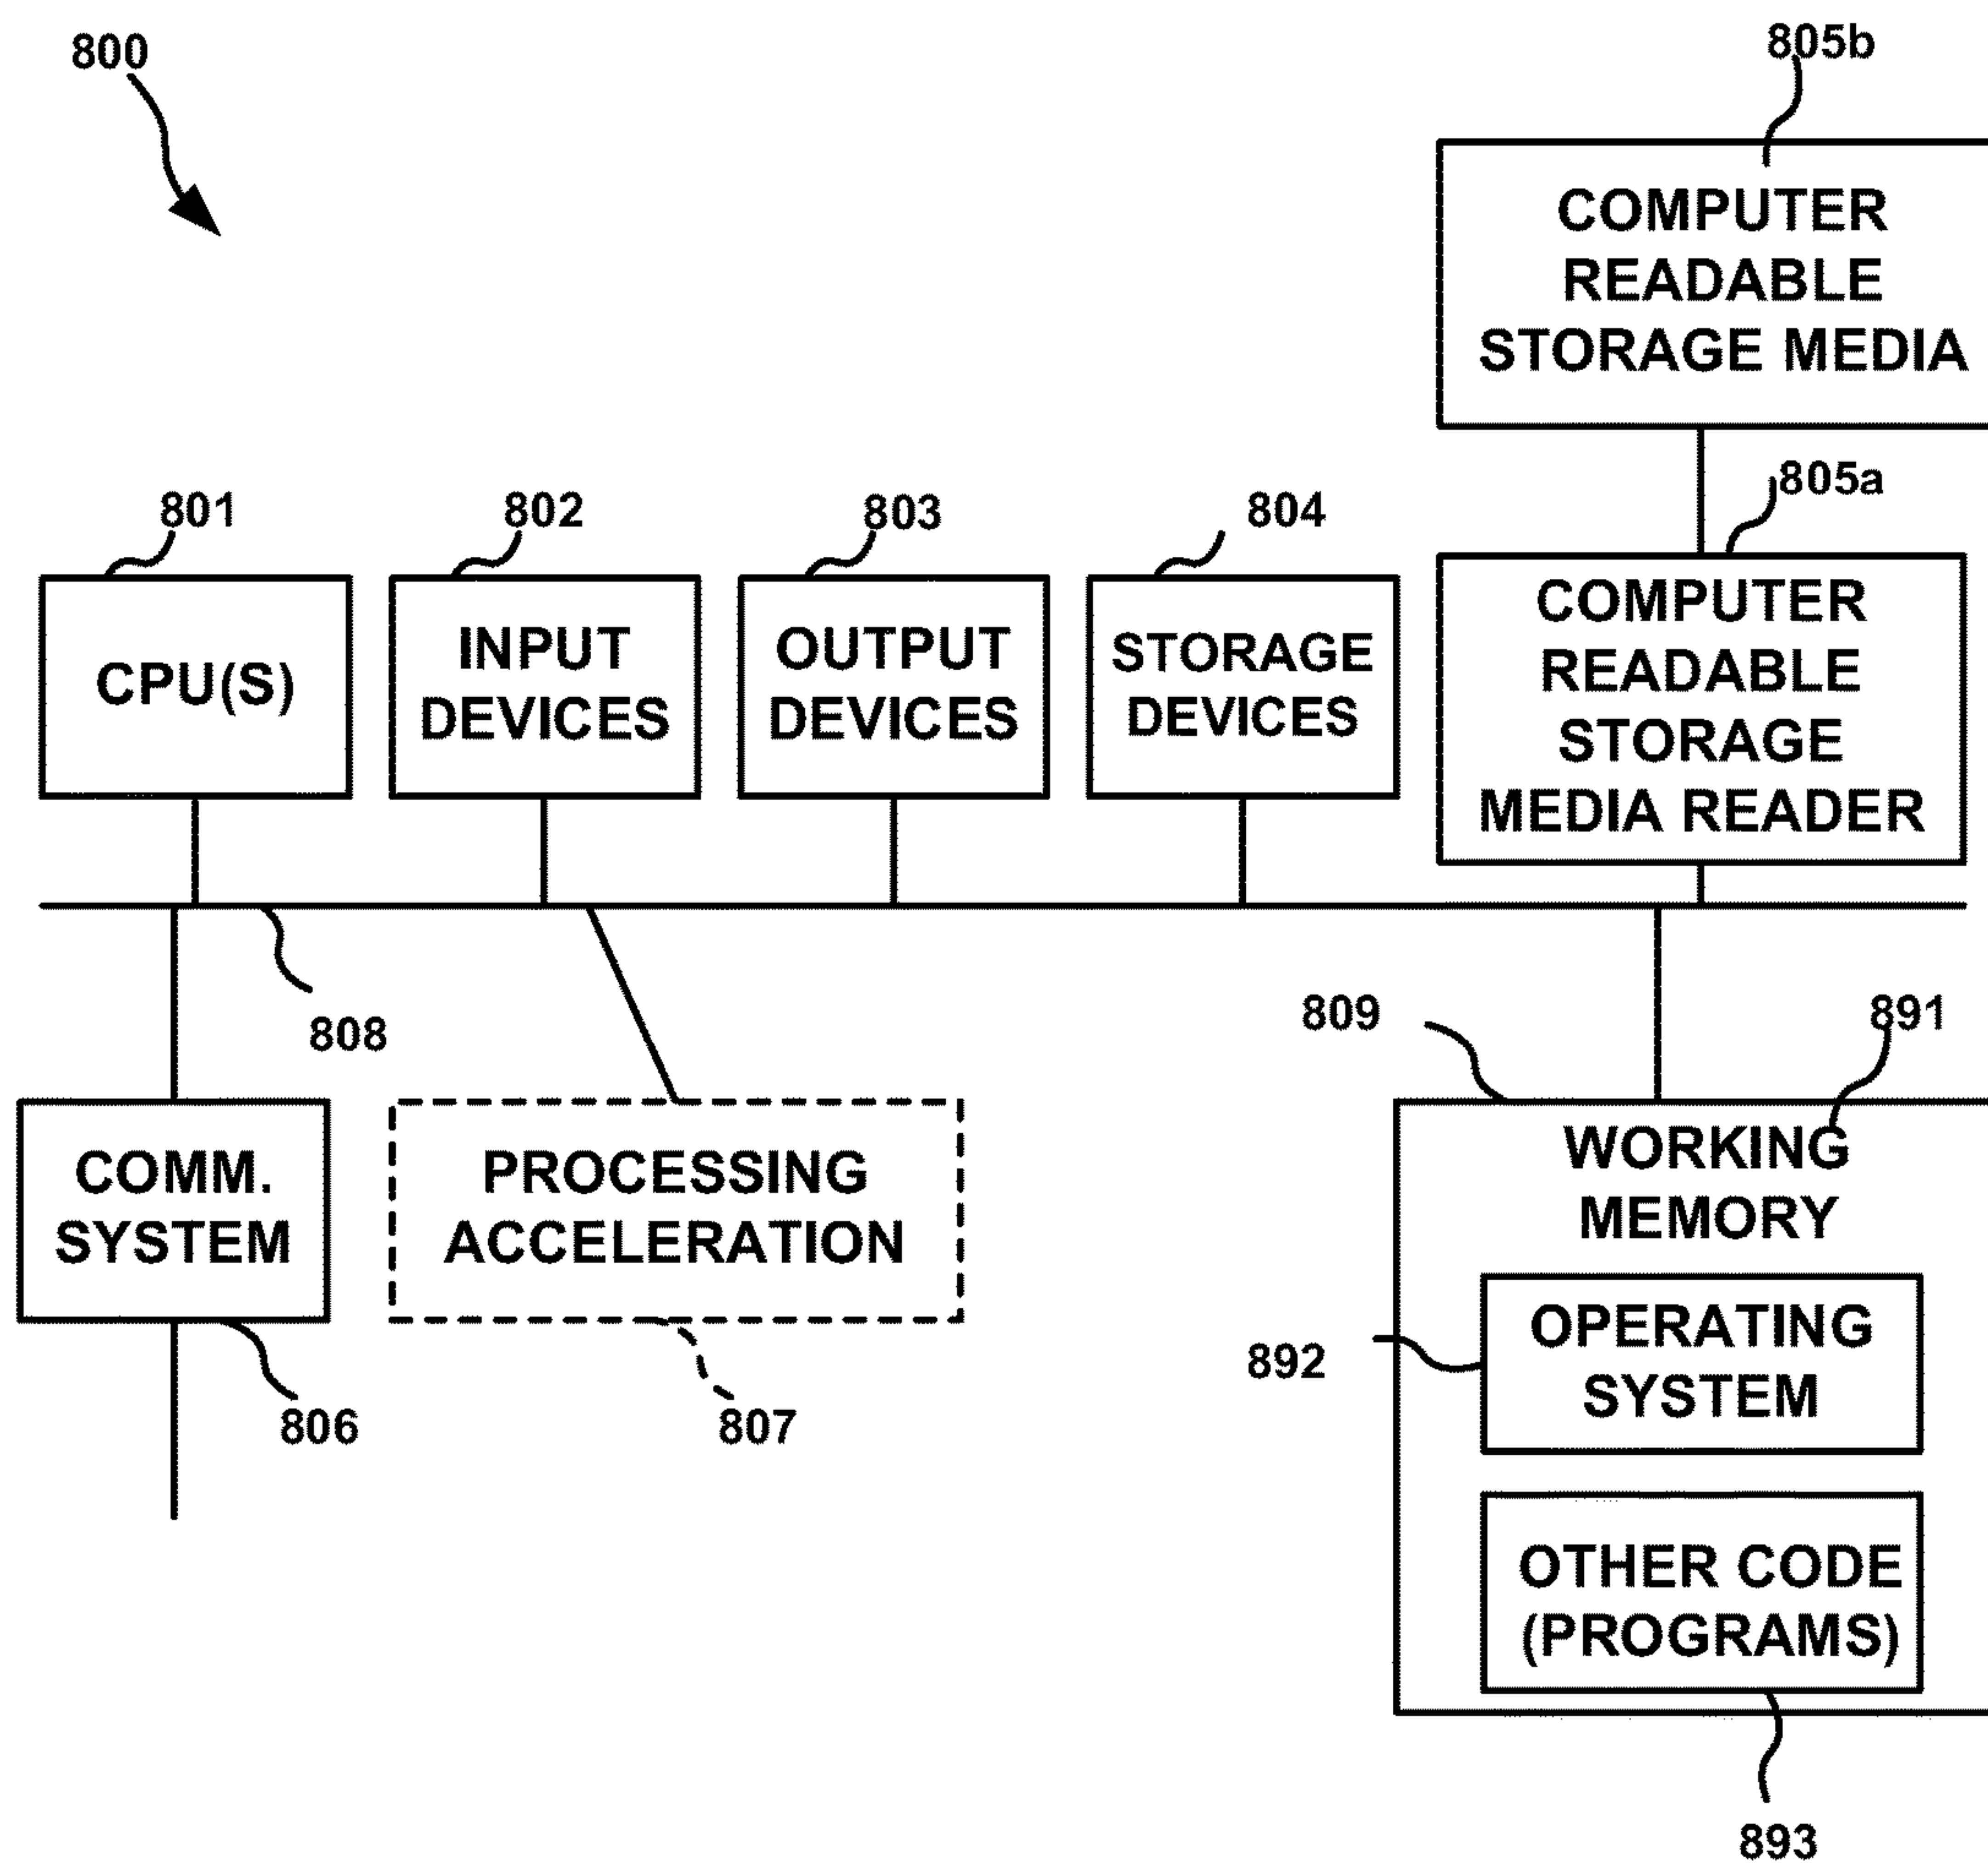 800
805b
COMPUTER
READABLE
STORAGE MEDIA
805a
801
802
803
804
CPU(S)
INPUT
DEVICES
OUTPUT
DEVICES
STORAGE
DEVICES
COMPUTER
READABLE
STORAGE
MEDIA READER
808
809
891
COMM.
SYSTEM
PROCESSING
ACCELERATION
WORKING
MEMORY
OPERATING
SYSTEM
892
806
807
OTHER CODE
(PROGRAMS)
893